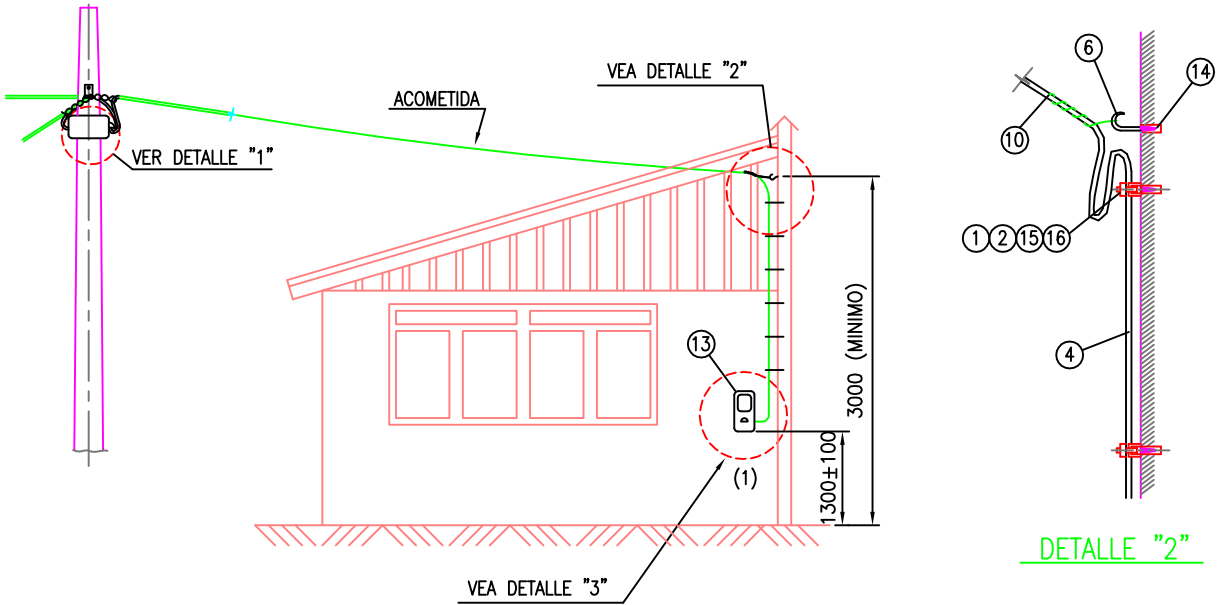 VEA DETALLE "2"
ACOMETIDA
VER DETALLE "1"
6
14
10
1 2 15 16
13
4
3000 (MINIMO)
1300±100
(1)
VEA DETALLE "3"
DETALLE "2"